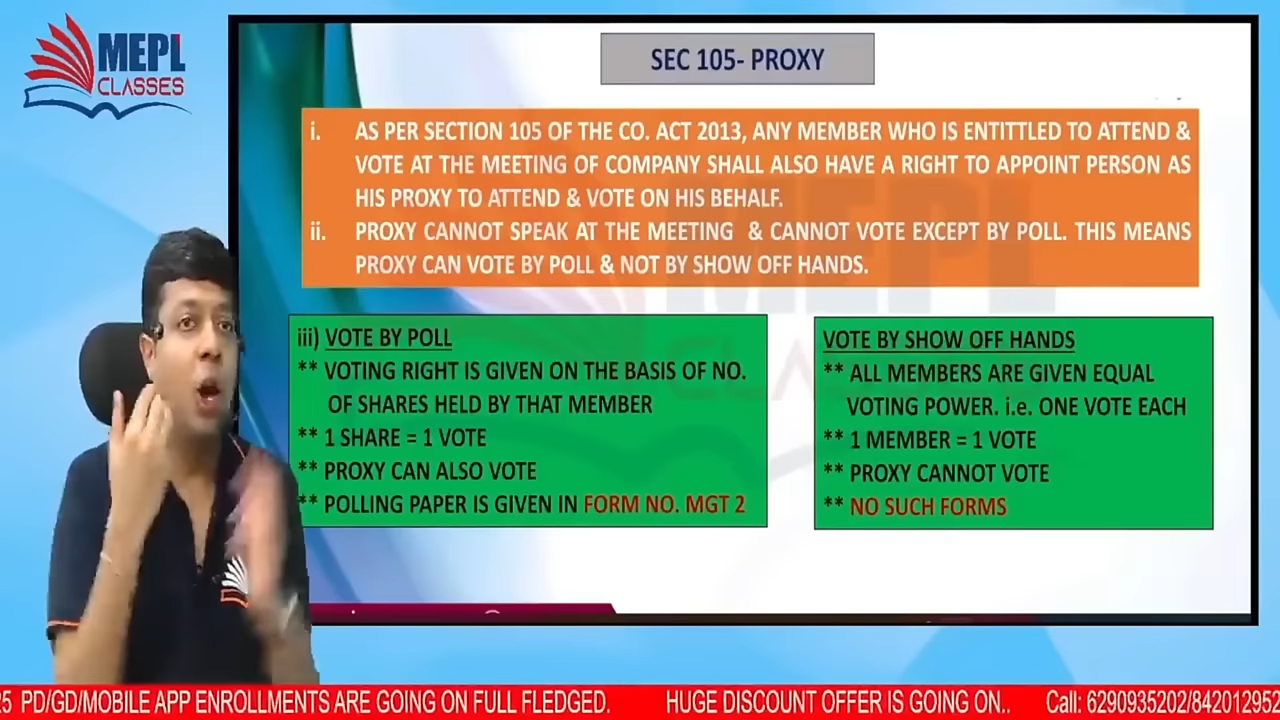 MEPL
CLASSES
SEC 105- PROXY
i. AS PER SECTION 105 OF THE CO. ACT 2013, ANY MEMBER WHO IS ENTITTLED TO ATTEND &
VOTE AT THE MEETING OF COMPANY SHALL ALSO HAVE A RIGHT TO APPOINT PERSON AS
HIS PROXY TO ATTEND & VOTE ON HIS BEHALF.
ii. PROXY CANNOT SPEAK AT THE MEETING & CANNOT VOTE EXCEPT BY POLL. THIS MEANS
PROXY CAN VOTE BY POLL & NOT BY SHOW OFF HANDS.
iii) VOTE BY POLL
** VOTING RIGHT IS GIVEN ON THE BASIS OF NO.
OF SHARES HELD BY THAT MEMBER
** 1 SHARE = 1 VOTE
** PROXY CAN ALSO VOTE
** POLLING PAPER IS GIVEN IN FORM NO. MGT 2
VOTE BY SHOW OFF HANDS
** ALL MEMBERS ARE GIVEN EQUAL
VOTING POWER. i.e. ONE VOTE EACH
** 1 MEMBER = 1 VOTE
** PROXY CANNOT VOTE
** NO SUCH FORMS
MEPL
CLASSES
25 PD/GD/MOBILE APP ENROLLMENTS ARE GOING ON FULL FLEDGED. HUGE DISCOUNT OFFER IS GOING ON.. Call: 6290935202/842012952